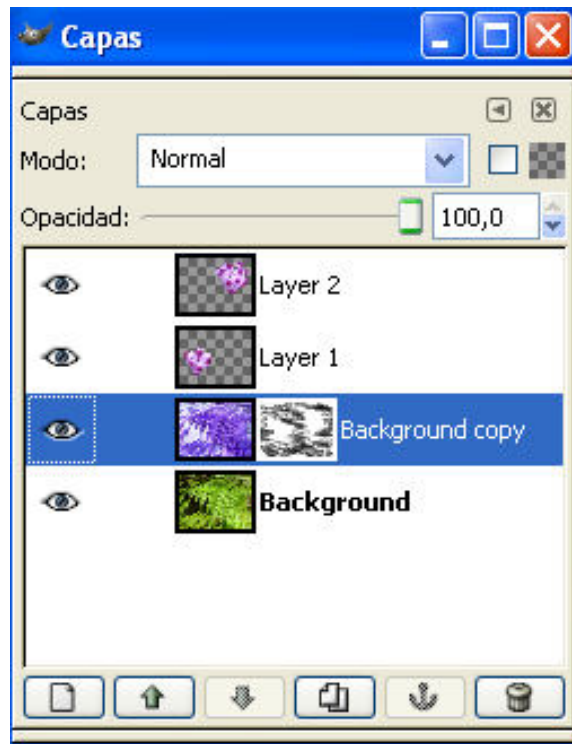 Capas
Capas
Modo: Normal
Opacidad: 100,0
Layer 2
Layer 1
Background copy
Background